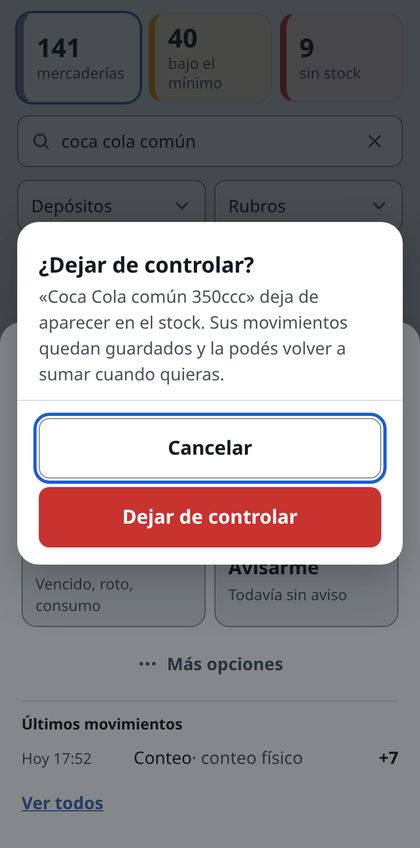 141
mercaderías
40
bajo el
mínimo
9
sin stock
coca cola común
Depósitos
Rubros
¿Dejar de controlar?
«Coca Cola común 350ccc» deja de
aparecer en el stock. Sus movimientos
quedan guardados y la podés volver a
sumar cuando quieras.
Cancelar
Dejar de controlar
Vencido, roto,
consumo
Avisarme
Todavía sin aviso
··· Más opciones
Últimos movimientos
Hoy 17:52 Conteo· conteo físico +7
Ver todos